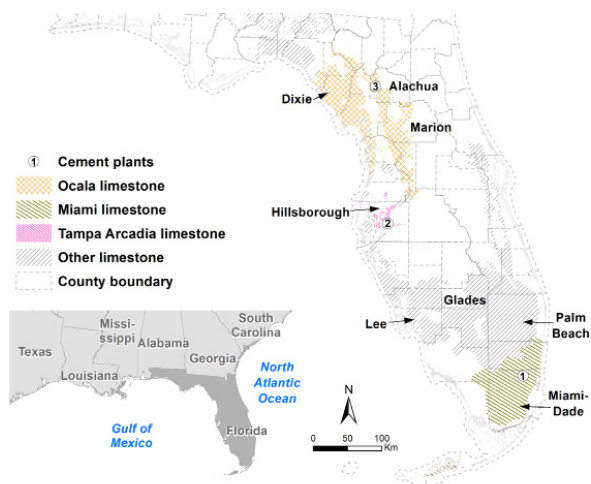 3
Alachua
Dixie
Marion
1 Cement plants
Ocala limestone
Miami limestone
Tampa Arcadia limestone
Other limestone
County boundary
Hillsborough
2
Glades
Lee
Palm
Beach
1
Miami-
Dade
South
Carolina
Missi-
ssippi
Alabama
Georgia
Texas
Louisiana
North
Atlantic
Ocean
Gulf of
Mexico
Florida
N
0 50 100
Km